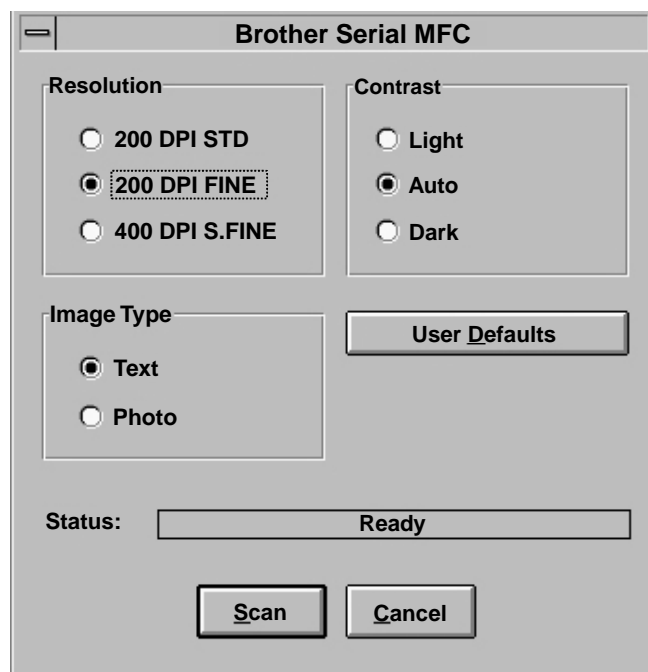 Brother Serial MFC
Resolution
200 DPI STD
200 DPI FINE
400 DPI S.FINE
Contrast
Light
Auto
Dark
Image Type
Text
Photo
User Defaults
Status:
Ready
Scan
Cancel